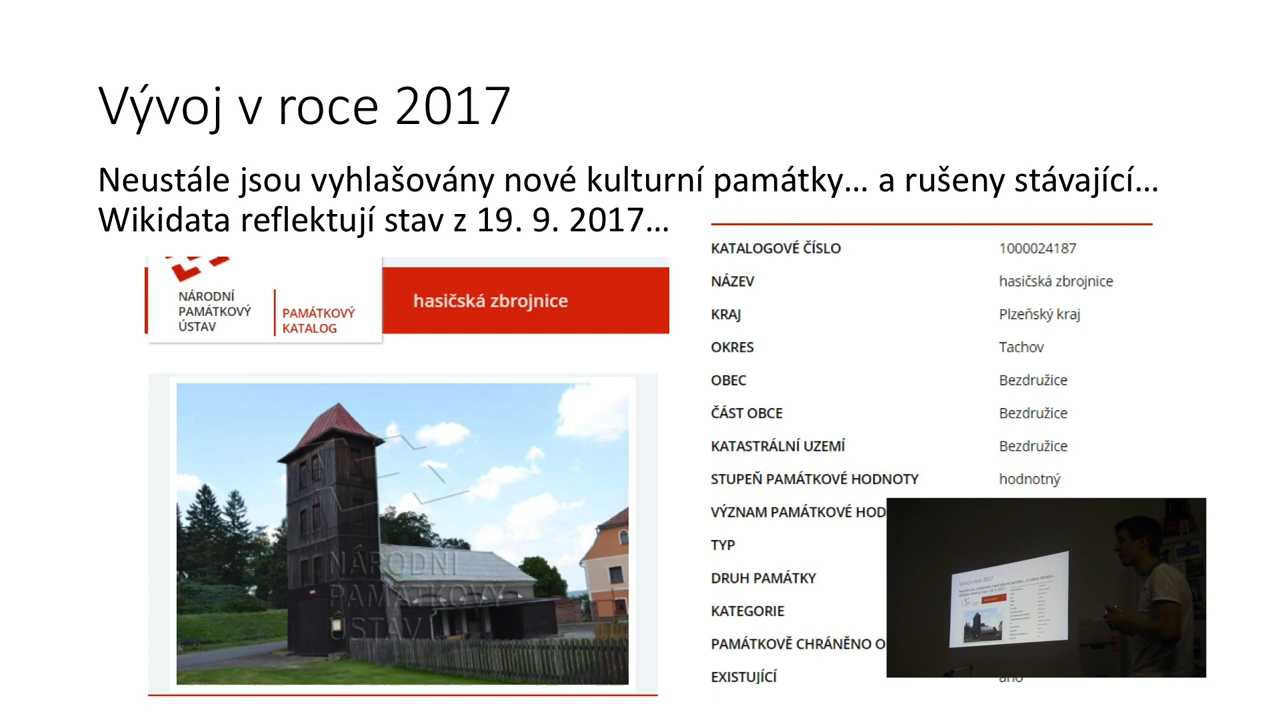 Vývoj v roce 2017
Neustále jsou vyhlašovány nové kulturní památky… a rušeny stávající…
Wikidata reflektují stav z 19. 9. 2017…
NÁRODNÍ
PAMÁTKOVÝ
ÚSTAV
PAMÁTKOVÝ
KATALOG
hasičská zbrojnice
NÁRODNÍ
PAMÁTKOVÝ
ÚSTAV
KATALOGOVÉ ČÍSLO 1000024187
NÁZEV hasičská zbrojnice
KRAJ Plzeňský kraj
OKRES Tachov
OBEC Bezdružice
ČÁST OBCE Bezdružice
KATASTRÁLNÍ UZEMÍ Bezdružice
STUPEŇ PAMÁTKOVÉ HODNOTY hodnotný
VÝZNAM PAMÁTKOVÉ HOD
TYP
DRUH PAMÁTKY
KATEGORIE
PAMÁTKOVĚ CHRÁNĚNO O
EXISTUJÍCÍ ano
Vývoj v roce 2017